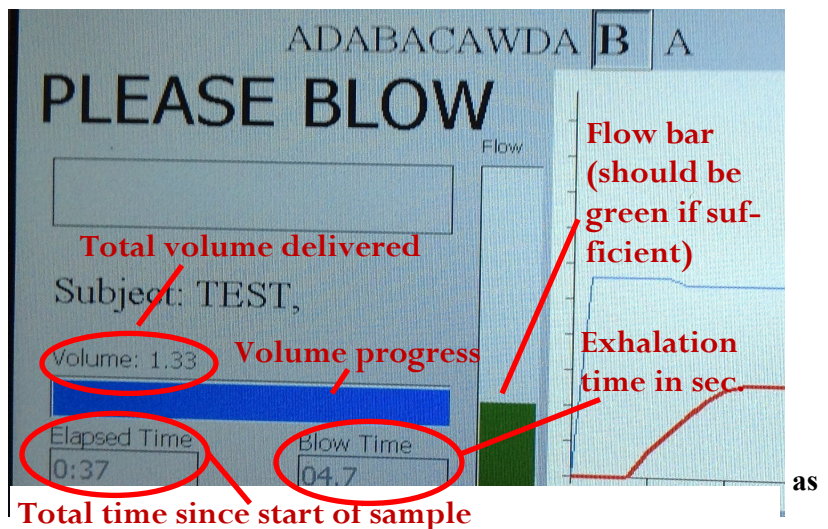 ADABACAWDA B A
PLEASE BLOW
Flow
Flow bar
(should be
green if suf-
ficient)
Total volume delivered
Subject: TEST,
Volume: 1.33
Volume progress
Exhalation
time in sec.
Elapsed Time
Blow Time
0:37
04.7
as
Total time since start of sample